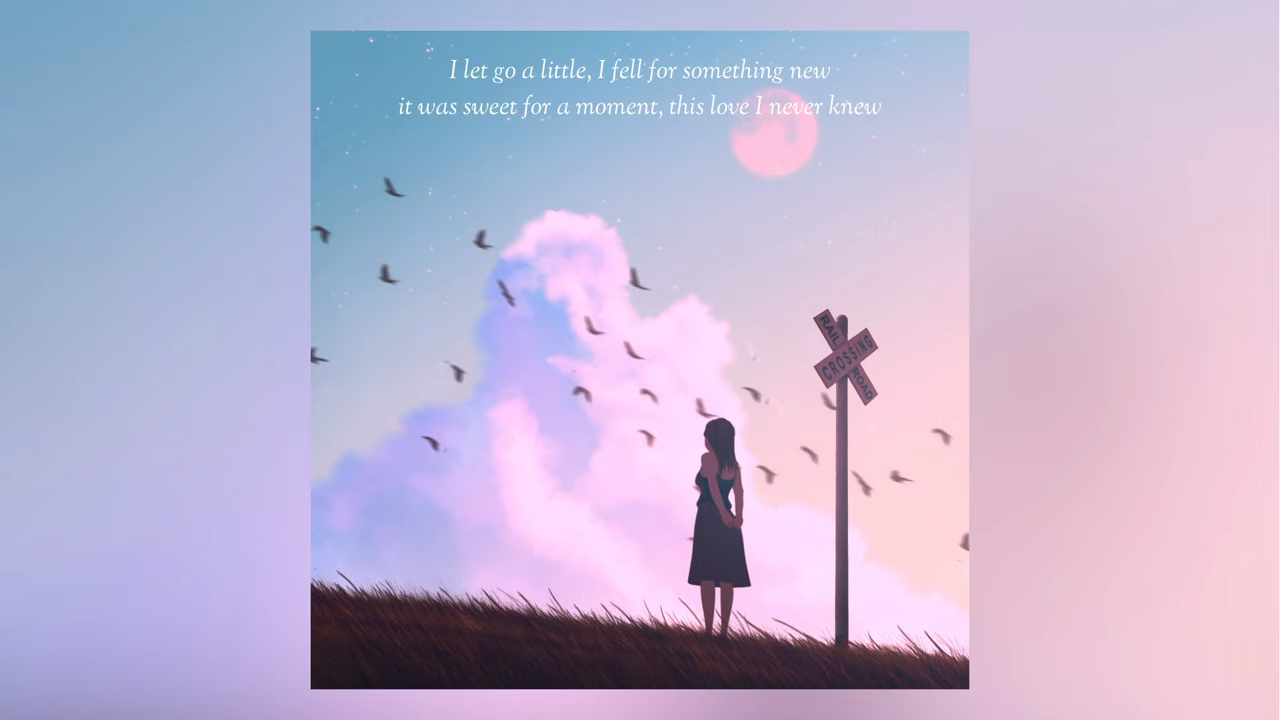 I let go a little, I fell for something new
it was sweet for a moment, this love I never knew
RAIL ROAD
CROSSING